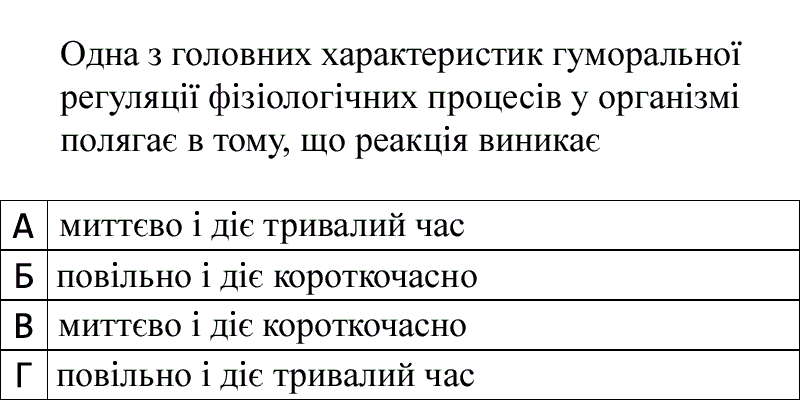 Одна з головних характеристик гуморальної
регуляції фізіологічних процесів у організмі
полягає в тому, що реакція виникає
А миттєво і діє тривалий час
Б повільно і діє короткочасно
В миттєво і діє короткочасно
Г повільно і діє тривалий час